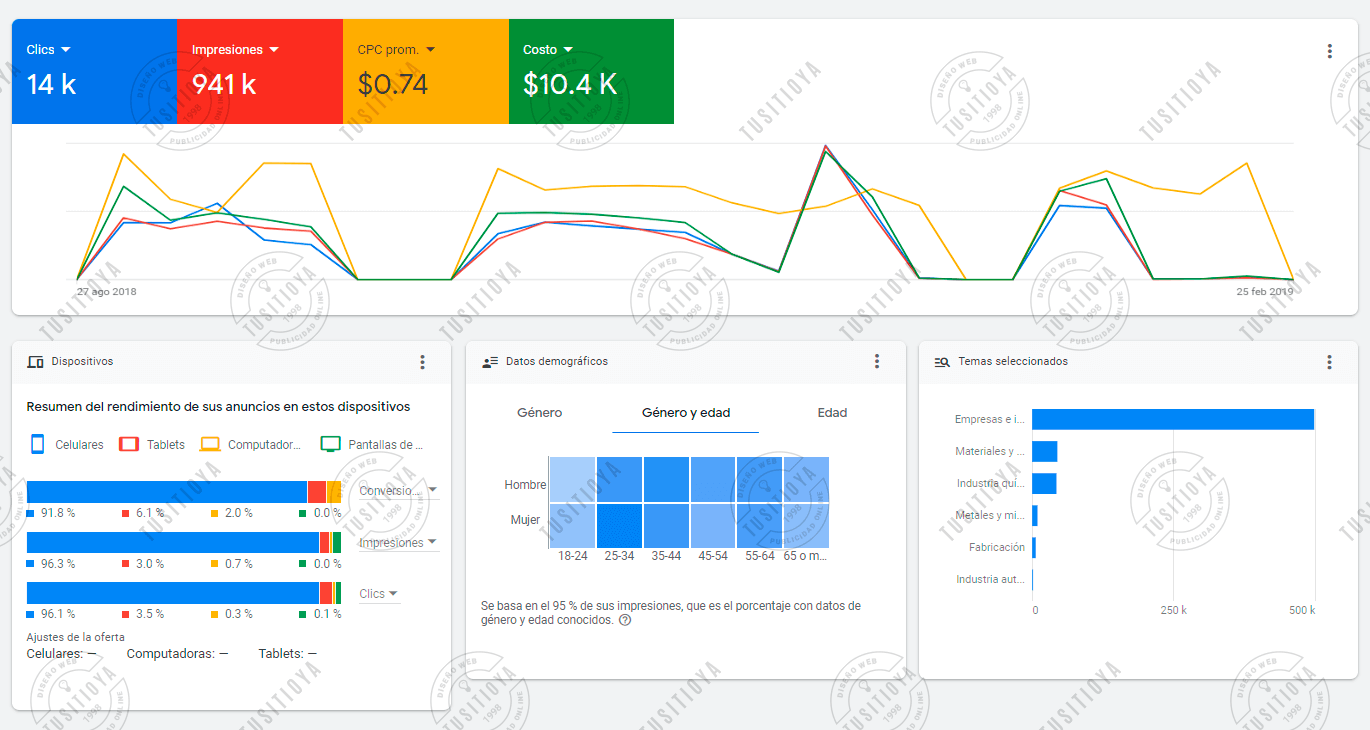 Clics Impresiones CPC prom. Costo
14 k 941 k $0.74 $10.4 K
27 ago 2018 25 feb 2019
Dispositivos
Resumen del rendimiento de sus anuncios en estos dispositivos
Celulares Tablets Computador... Pantallas de ...
Conversio...
91.8 % 6.1 % 2.0 % 0.0 %
Impresiones
96.3 % 3.0 % 0.7 % 0.0 %
Clics
96.1 % 3.5 % 0.3 % 0.1 %
Ajustes de la oferta
Celulares: — Computadoras: — Tablets: —
Datos demográficos
Género Género y edad Edad
Hombre
Mujer
18-24 25-34 35-44 45-54 55-64 65 o m...
Se basa en el 95 % de sus impresiones, que es el porcentaje con datos de
género y edad conocidos.
Temas seleccionados
Empresas e i...
Materiales y ...
Industria quí...
Metales y mi...
Fabricación
Industria aut...
0 250 k 500 k
DISEÑO WEB
TUSITIOYA
1998
PUBLICIDAD ONLINE